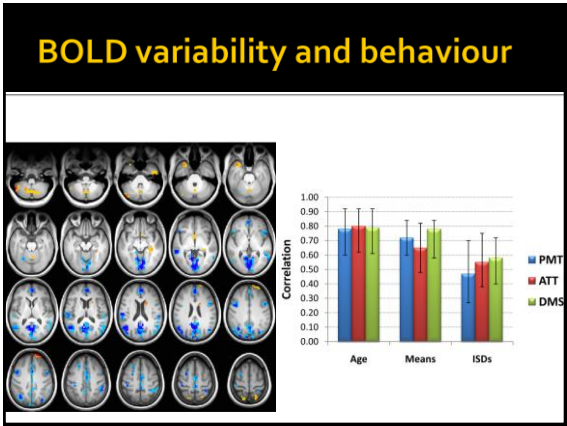 BOLD variability and behaviour
Correlation
1.00
0.90
0.80
0.70
0.60
0.50
0.40
0.30
0.20
0.10
0.00
Age
Means
ISDs
PMT
ATT
DMS